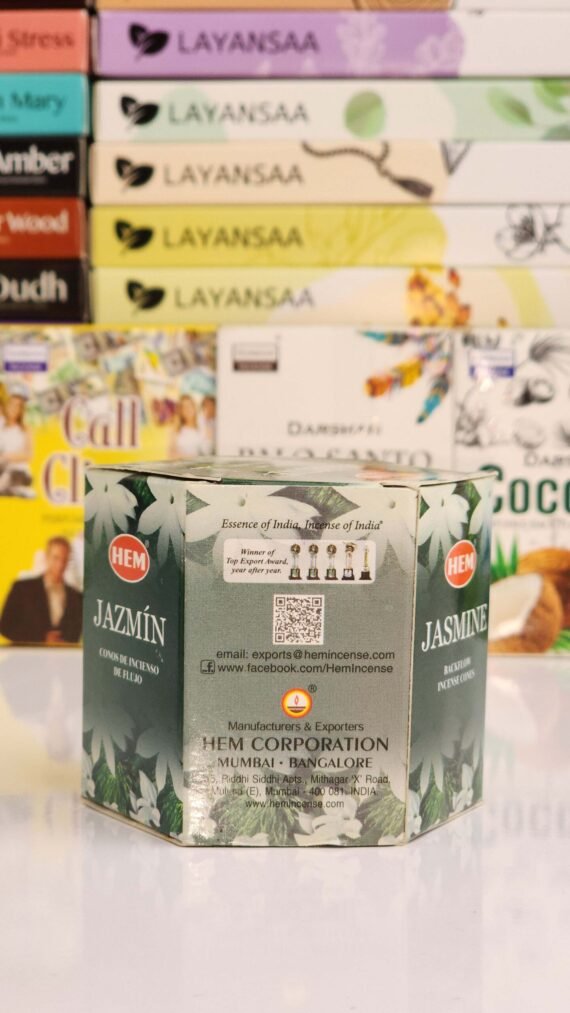 Stress
LAYANSAA
Mary
LAYANSAA
Amber
LAYANSAA
Wood
LAYANSAA
Oudh
LAYANSAA
Call
DARSHAN
PALO SANTO
HEM
JAZMÍN
CONOS DE INCIENSO
DE FLUJO
Essence of India, Incense of India®
Winner of
Top Export Award,
year after year.
email: exports@hemincense.com
f www.facebook.com/HemIncense
®
Manufacturers & Exporters
HEM CORPORATION
MUMBAI • BANGALORE
Riddhi Siddhi Apts., Mithagar 'X' Road,
Mulund (E), Mumbai - 400 081. INDIA.
www.hemincense.com
HEM
JASMINE
BACKFLOW
INCENSE CONES